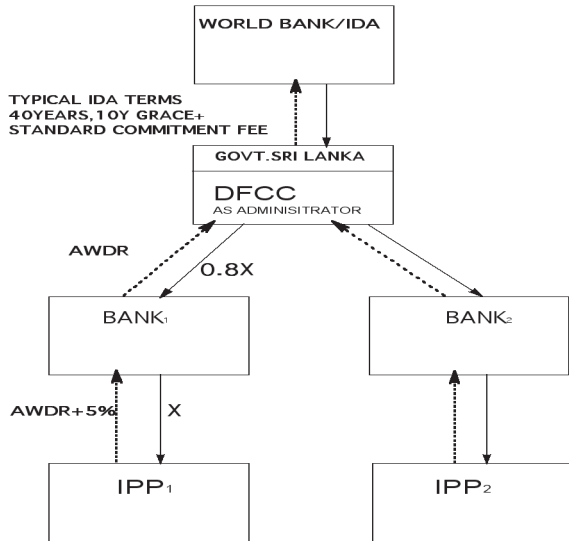 WORLD BANK/IDA
TYPICAL IDA TERMS
40YEARS,10Y GRACE+
STANDARD COMMITMENT FEE
GOVT.SRI LANKA
DFCC
AS ADMINISITRATOR
AWDR
0.8X
BANK1
BANK2
AWDR+5%
X
IPP1
IPP2